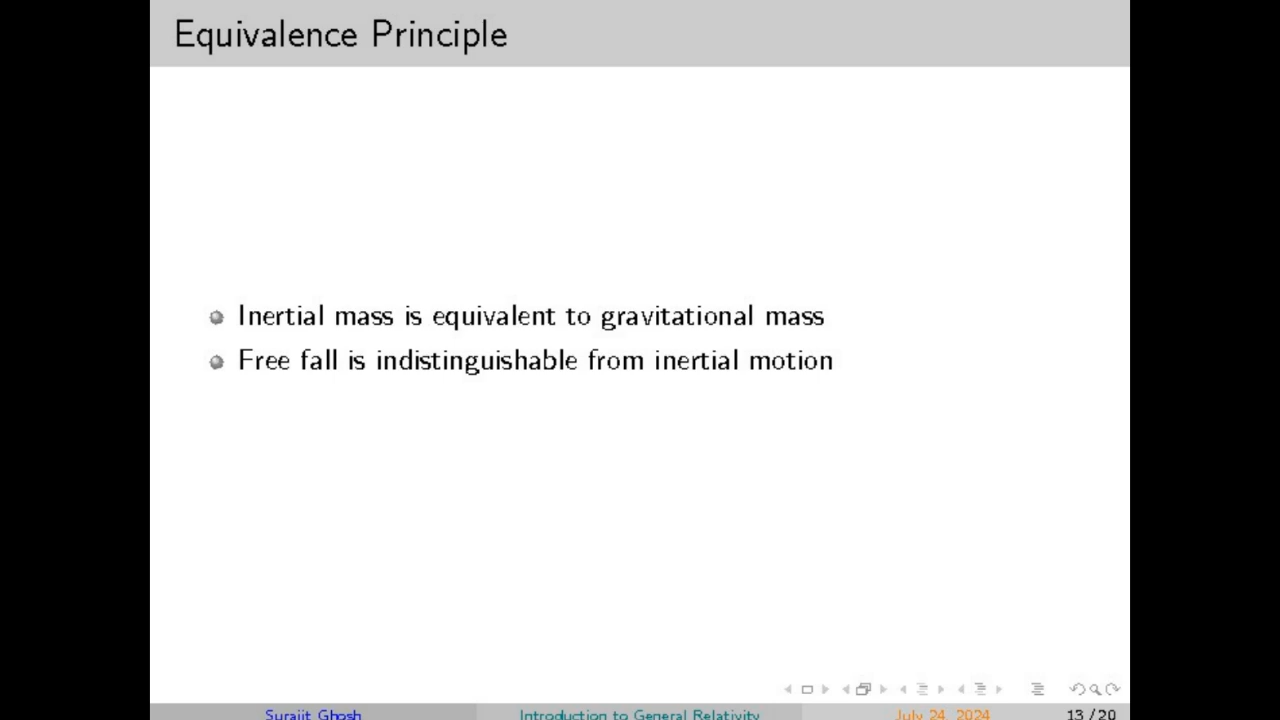 Equivalence Principle
Inertial mass is equivalent to gravitational mass
Free fall is indistinguishable from inertial motion
Surajit Ghosh
Introduction to General Relativity
July 24, 2024
13 / 20